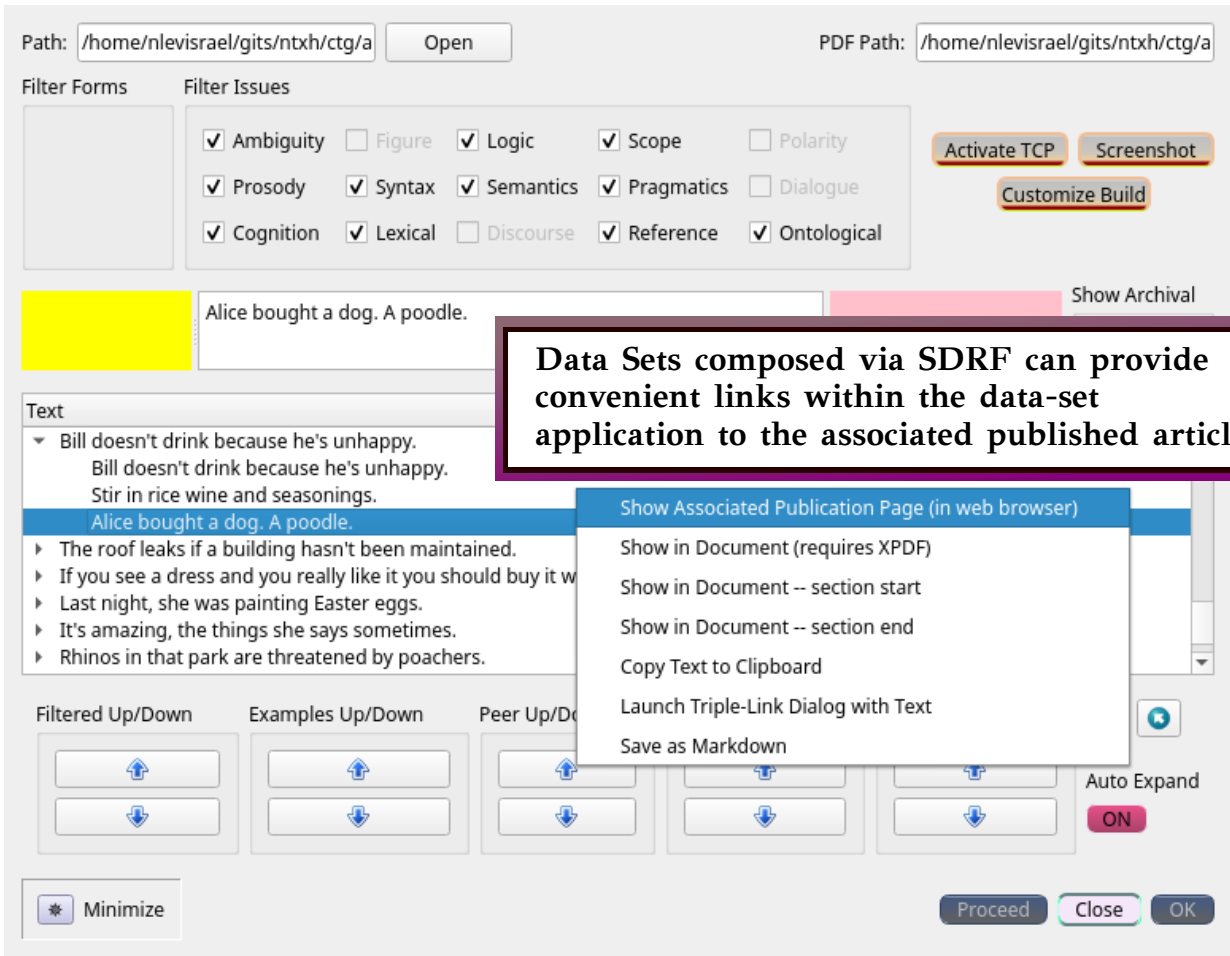 Path: /home/nlevisrael/gits/ntxh/ctg/a Open PDF Path: /home/nlevisrael/gits/ntxh/ctg/a
Filter Forms Filter Issues
Ambiguity Figure Logic Scope Polarity
Activate TCP Screenshot
Prosody Syntax Semantics Pragmatics Dialogue
Customize Build
Cognition Lexical Discourse Reference Ontological
Show Archival
Alice bought a dog. A poodle.
Data Sets composed via SDRF can provide
convenient links within the data-set
application to the associated published articl
Text
Bill doesn't drink because he's unhappy.
Bill doesn't drink because he's unhappy.
Stir in rice wine and seasonings.
Alice bought a dog. A poodle.
The roof leaks if a building hasn't been maintained.
If you see a dress and you really like it you should buy it w
Last night, she was painting Easter eggs.
It's amazing, the things she says sometimes.
Rhinos in that park are threatened by poachers.
Show Associated Publication Page (in web browser)
Show in Document (requires XPDF)
Show in Document -- section start
Show in Document -- section end
Copy Text to Clipboard
Launch Triple-Link Dialog with Text
Save as Markdown
Filtered Up/Down Examples Up/Down Peer Up/Do
Auto Expand
ON
Minimize Proceed Close OK